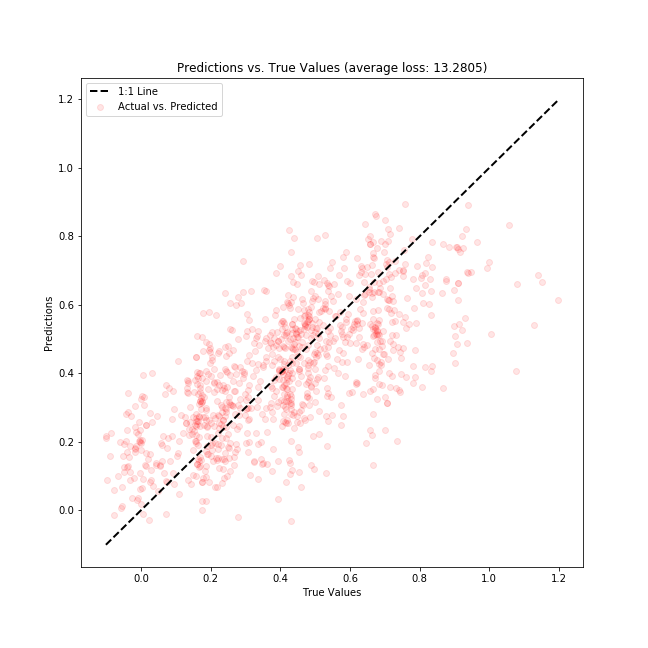 Predictions vs. True Values (average loss: 13.2805)
1:1 Line
Actual vs. Predicted
1.2
1.0
0.8
0.6
0.4
0.2
0.0
Predictions
0.0 0.2 0.4 0.6 0.8 1.0 1.2
True Values